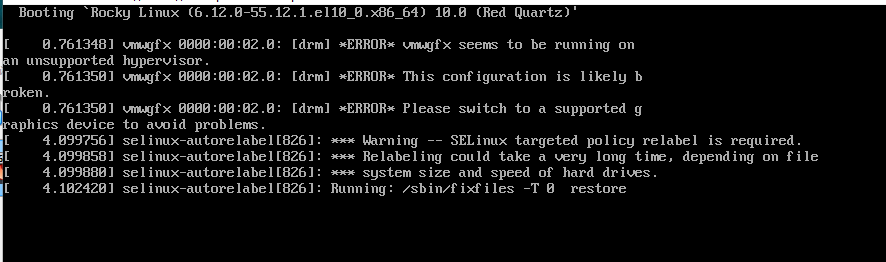 Booting `Rocky Linux (6.12.0-55.12.1.el10_0.x86_64) 10.0 (Red Quartz)'
[    0.761348] vmwgfx 0000:00:02.0: [drm] *ERROR* vmwgfx seems to be running on
an unsupported hypervisor.
[    0.761350] vmwgfx 0000:00:02.0: [drm] *ERROR* This configuration is likely b
roken.
[    0.761350] vmwgfx 0000:00:02.0: [drm] *ERROR* Please switch to a supported g
raphics device to avoid problems.
[    4.099756] selinux-autorelabel[826]: *** Warning -- SELinux targeted policy relabel is required.
[    4.099858] selinux-autorelabel[826]: *** Relabeling could take a very long time, depending on file
[    4.099880] selinux-autorelabel[826]: *** system size and speed of hard drives.
[    4.102420] selinux-autorelabel[826]: Running: /sbin/fixfiles -T 0  restore